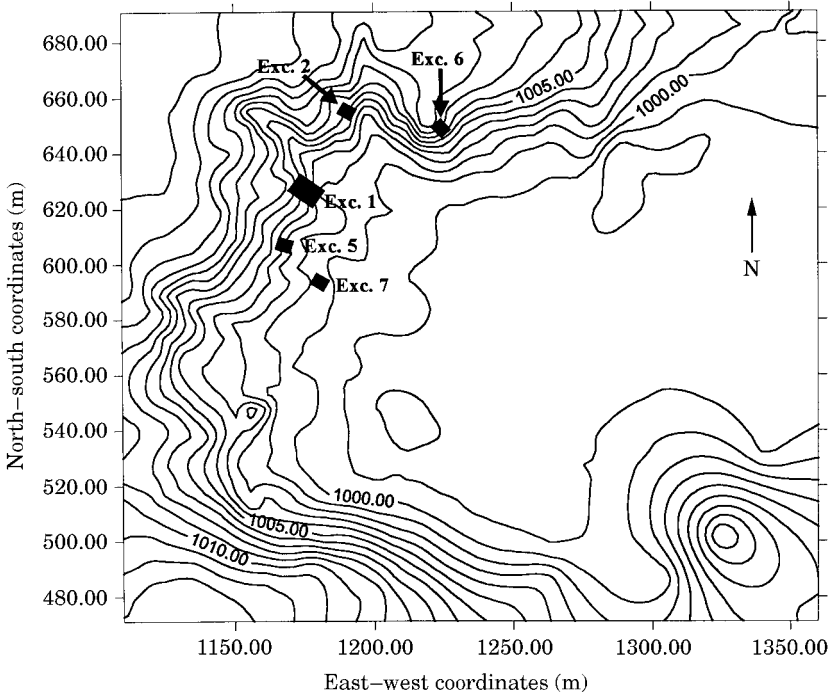 680.00
660.00
640.00
620.00
600.00
580.00
560.00
540.00
520.00
500.00
480.00
North–south coordinates (m)
Exc. 2
Exc. 6
1005.00
1000.00
Exc. 1
Exc. 5
Exc. 7
N
1000.00
1005.00
1010.00
1150.00 1200.00 1250.00 1300.00 1350.00
East–west coordinates (m)